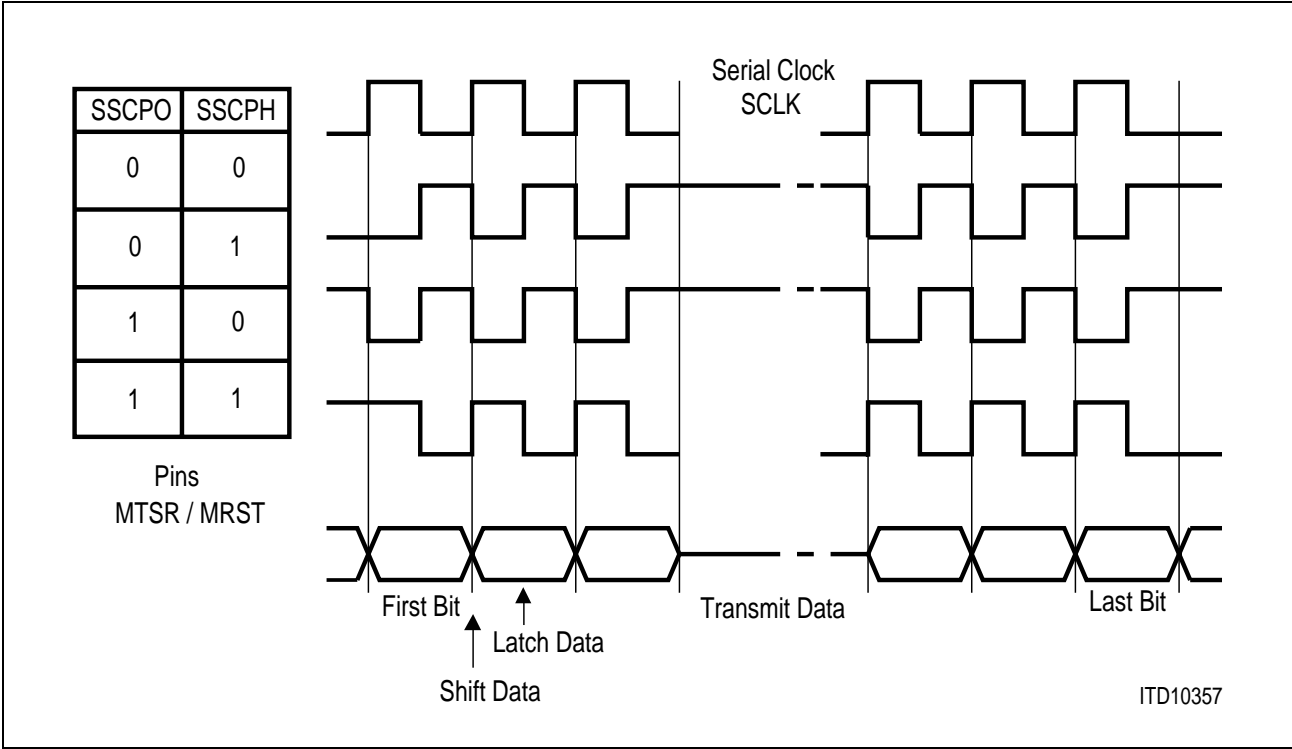 Serial Clock
SCLK
SSCPO SSCPH
0 0
0 1
1 0
1 1
Pins
MTSR / MRST
First Bit
Transmit Data
Last Bit
Latch Data
Shift Data
ITD10357